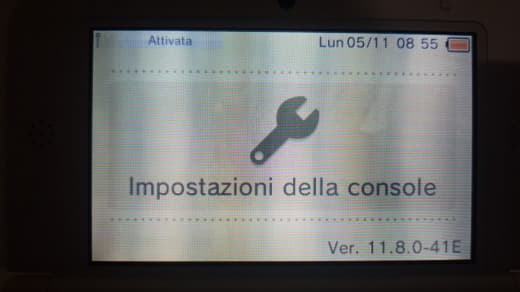 Attivata Lun 05/11 08 55
Impostazioni della console
Ver. 11.8.0-41E